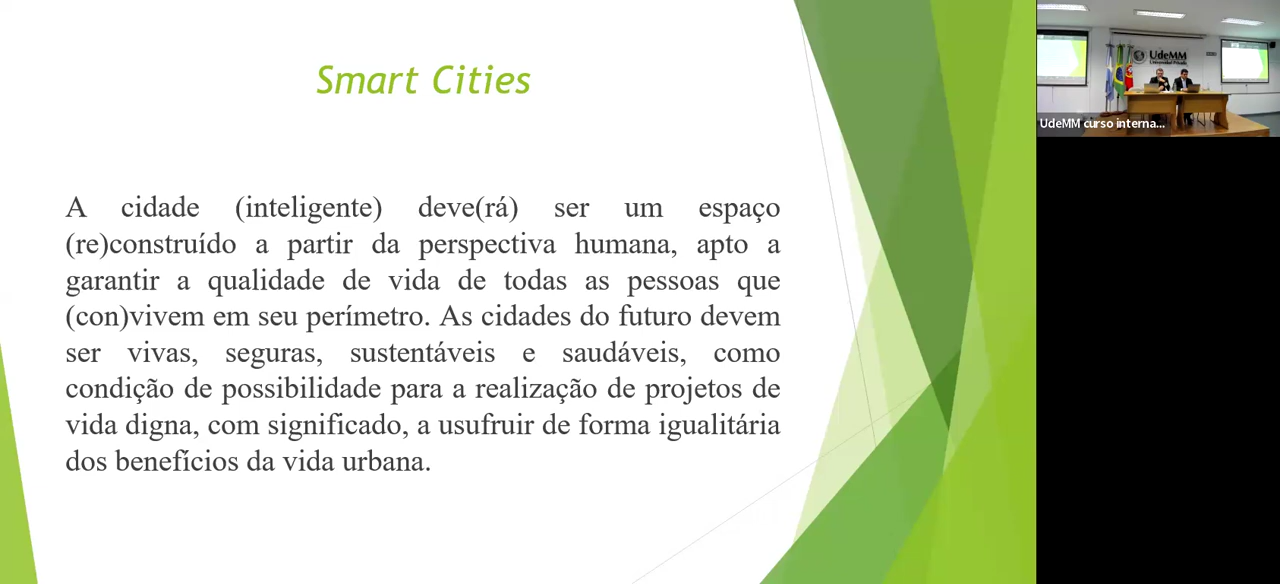 Smart Cities
A cidade (inteligente) deve(rá) ser um espaço
(re)construído a partir da perspectiva humana, apto a
garantir a qualidade de vida de todas as pessoas que
(con)vivem em seu perímetro. As cidades do futuro devem
ser vivas, seguras, sustentáveis e saudáveis, como
condição de possibilidade para a realização de projetos de
vida digna, com significado, a usufruir de forma igualitária
dos benefícios da vida urbana.
UdeMM
Universidad Privada
UdeMM curso interna...